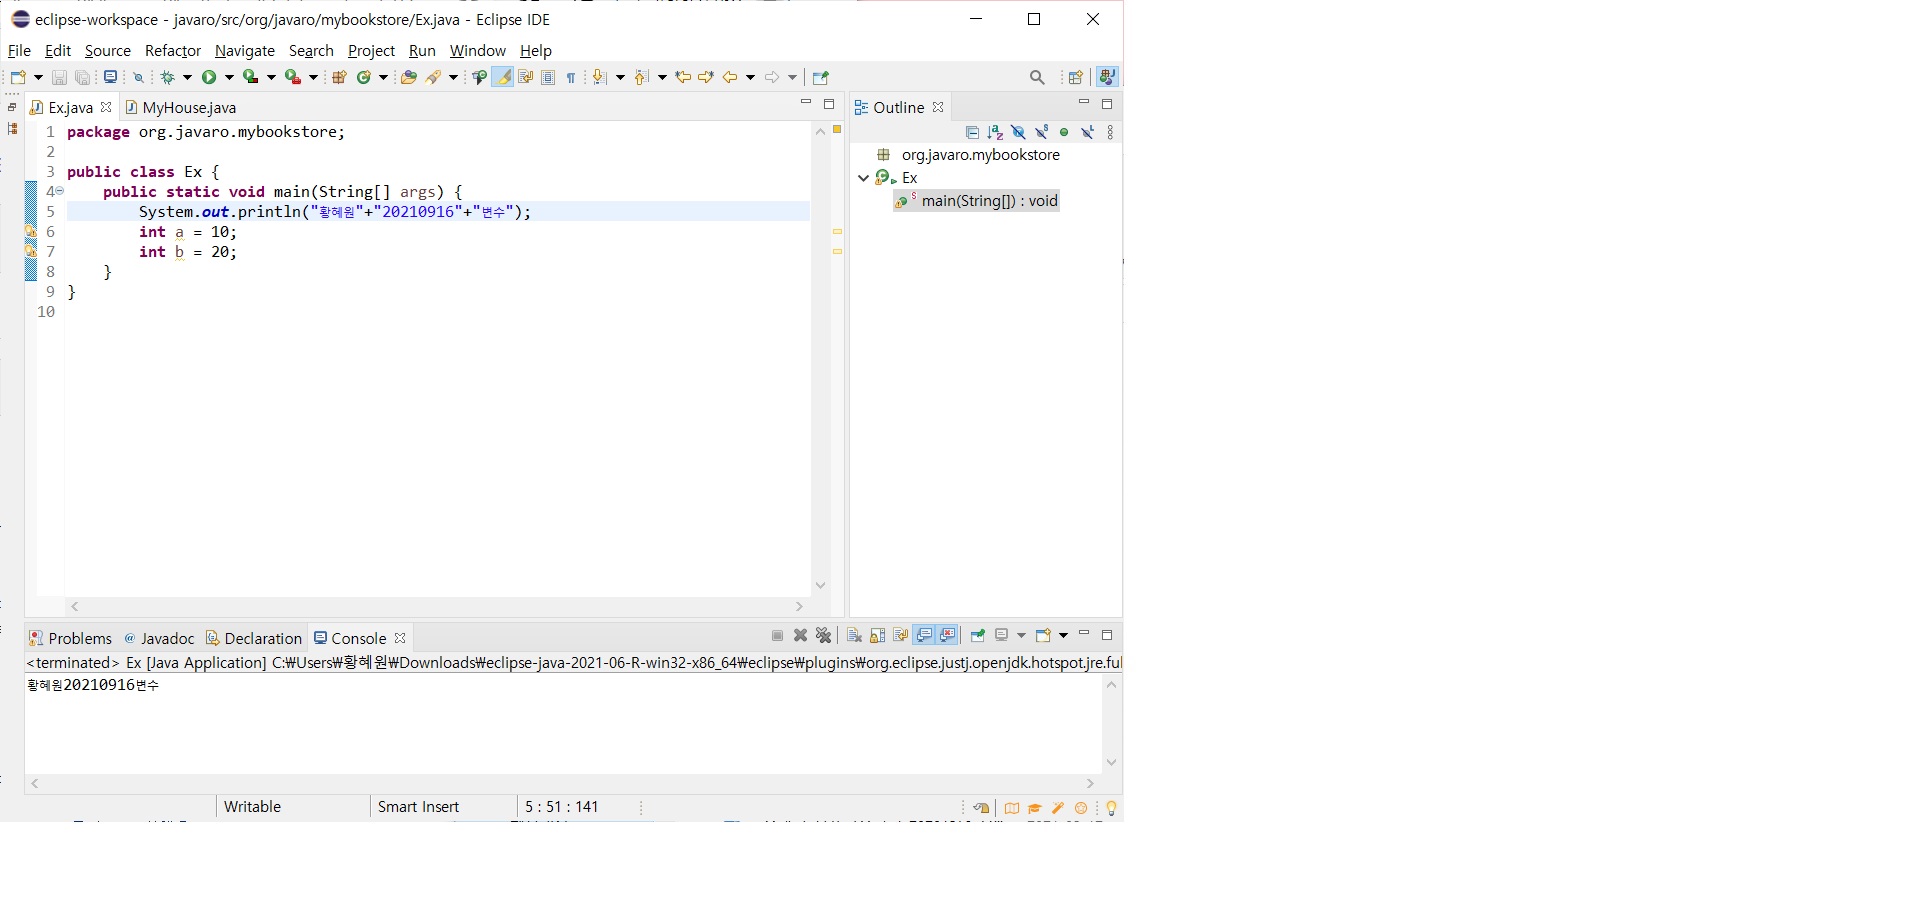 eclipse-workspace - javaro/src/org/javaro/mybookstore/Ex.java - Eclipse IDE
File Edit Source Refactor Navigate Search Project Run Window Help
Ex.java MyHouse.java
1 package org.javaro.mybookstore;
2
3 public class Ex {
4 public static void main(String[] args) {
5 System.out.println("황혜원"+"20210916"+"변수");
6 int a = 10;
7 int b = 20;
8 }
9 }
10
Outline
org.javaro.mybookstore
Ex
main(String[]) : void
Problems @ Javadoc Declaration Console
<terminated> Ex [Java Application] C:₩Users₩황혜원₩Downloads₩eclipse-java-2021-06-R-win32-x86_64₩eclipse₩plugins₩org.eclipse.justj.openjdk.hotspot.jre.ful
황혜원20210916변수
Writable Smart Insert 5 : 51 : 141